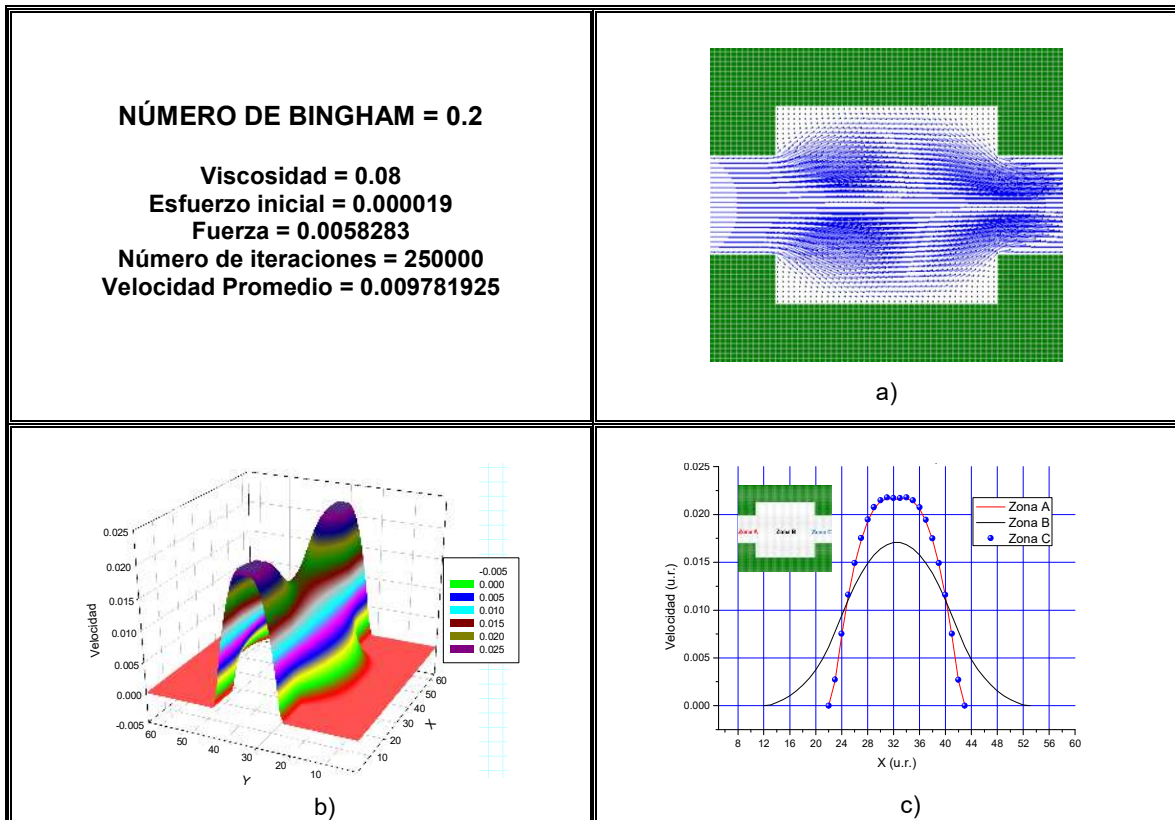 NÚMERO DE BINGHAM = 0.2
Viscosidad = 0.08
Esfuerzo inicial = 0.000019
Fuerza = 0.0058283
Número de iteraciones = 250000
Velocidad Promedio = 0.009781925
a)
0.025
0.020
0.015
0.010
0.005
0.000
-0.005
Velocidad
60
50
40
30
20
10
Y
10
20
30
40
50
60
X
-0.005
0.000
0.005
0.010
0.015
0.020
0.025
b)
0.025
0.020
0.015
0.010
0.005
0.000
Velocidad (u.r.)
Zona A
Zona B
Zona C
Zona A
Zona B
Zona C
8 12 16 20 24 28 32 36 40 44 48 52 56 60
X (u.r.)
c)